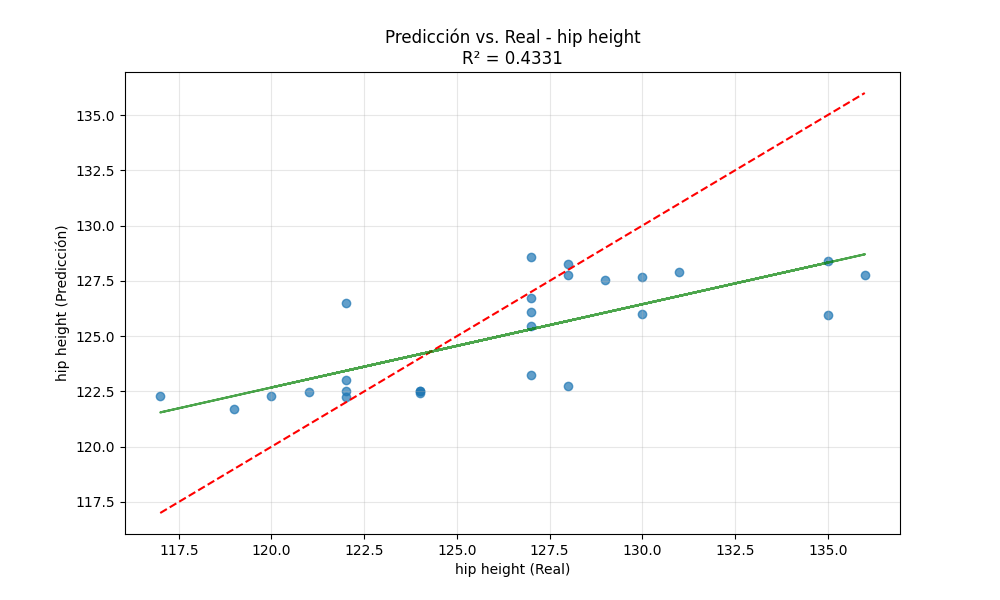 Predicción vs. Real - hip height
R² = 0.4331
hip height (Predicción)
135.0
132.5
130.0
127.5
125.0
122.5
120.0
117.5
117.5 120.0 122.5 125.0 127.5 130.0 132.5 135.0
hip height (Real)